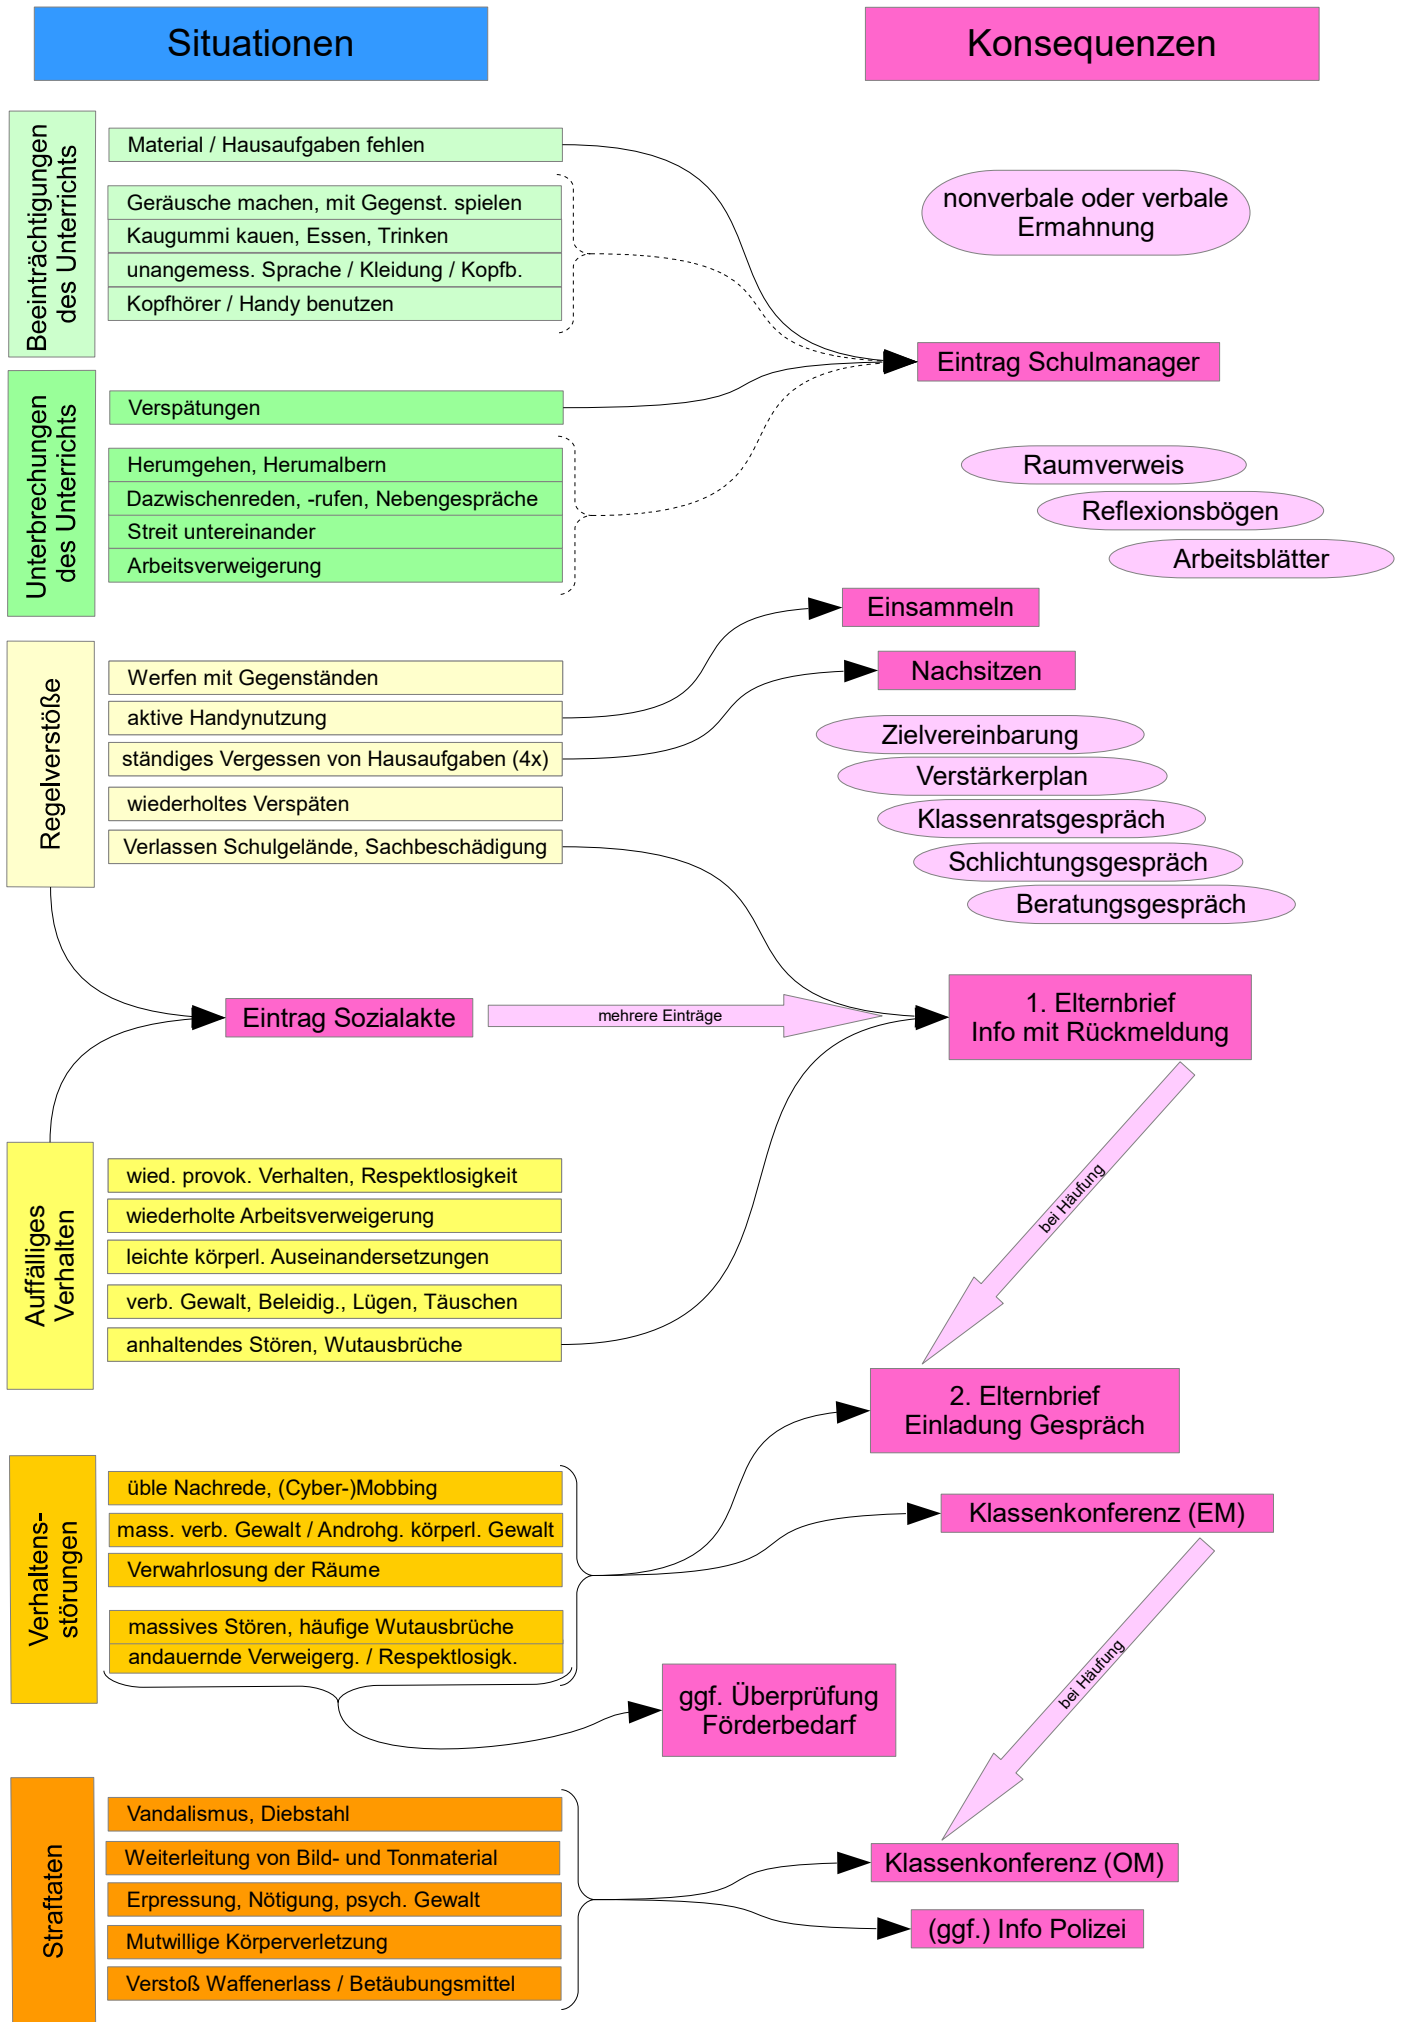 Situationen
Konsequenzen
Beeinträchtigungen
des Unterrichts
Material / Hausaufgaben fehlen
Geräusche machen, mit Gegenst. spielen
Kaugummi kauen, Essen, Trinken
unangemess. Sprache / Kleidung / Kopfb.
Kopfhörer / Handy benutzen
nonverbale oder verbale
Ermahnung
Eintrag Schulmanager
Unterbrechungen
des Unterrichts
Verspätungen
Herumgehen, Herumalbern
Dazwischenreden, -rufen, Nebengespräche
Streit untereinander
Arbeitsverweigerung
Raumverweis
Reflexionsbögen
Arbeitsblätter
Einsammeln
Nachsitzen
Regelverstöße
Werfen mit Gegenständen
aktive Handynutzung
ständiges Vergessen von Hausaufgaben (4x)
wiederholtes Verspäten
Verlassen Schulgelände, Sachbeschädigung
Zielvereinbarung
Verstärkerplan
Klassenratsgespräch
Schlichtungsgespräch
Beratungsgespräch
Eintrag Sozialakte
mehrere Einträge
1. Elternbrief
Info mit Rückmeldung
bei Häufung
Auffälliges
Verhalten
wied. provok. Verhalten, Respektlosigkeit
wiederholte Arbeitsverweigerung
leichte körperl. Auseinandersetzungen
verb. Gewalt, Beleidig., Lügen, Täuschen
anhaltendes Stören, Wutausbrüche
2. Elternbrief
Einladung Gespräch
Verhaltens-
störungen
üble Nachrede, (Cyber-)Mobbing
mass. verb. Gewalt / Androhg. körperl. Gewalt
Verwahrlosung der Räume
massives Stören, häufige Wutausbrüche
andauernde Verweigerg. / Respektlosigk.
Klassenkonferenz (EM)
bei Häufung
ggf. Überprüfung
Förderbedarf
Straftaten
Vandalismus, Diebstahl
Weiterleitung von Bild- und Tonmaterial
Erpressung, Nötigung, psych. Gewalt
Mutwillige Körperverletzung
Verstoß Waffenerlass / Betäubungsmittel
Klassenkonferenz (OM)
(ggf.) Info Polizei